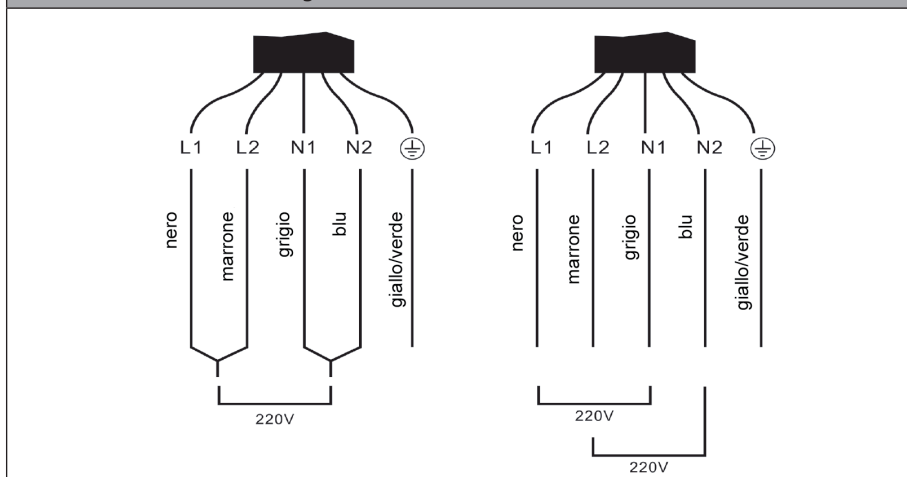 L1 L2 N1 N2
nero
marrone
grigio
blu
giallo/verde
220V
L1 L2 N1 N2
nero
marrone
grigio
blu
giallo/verde
220V
220V